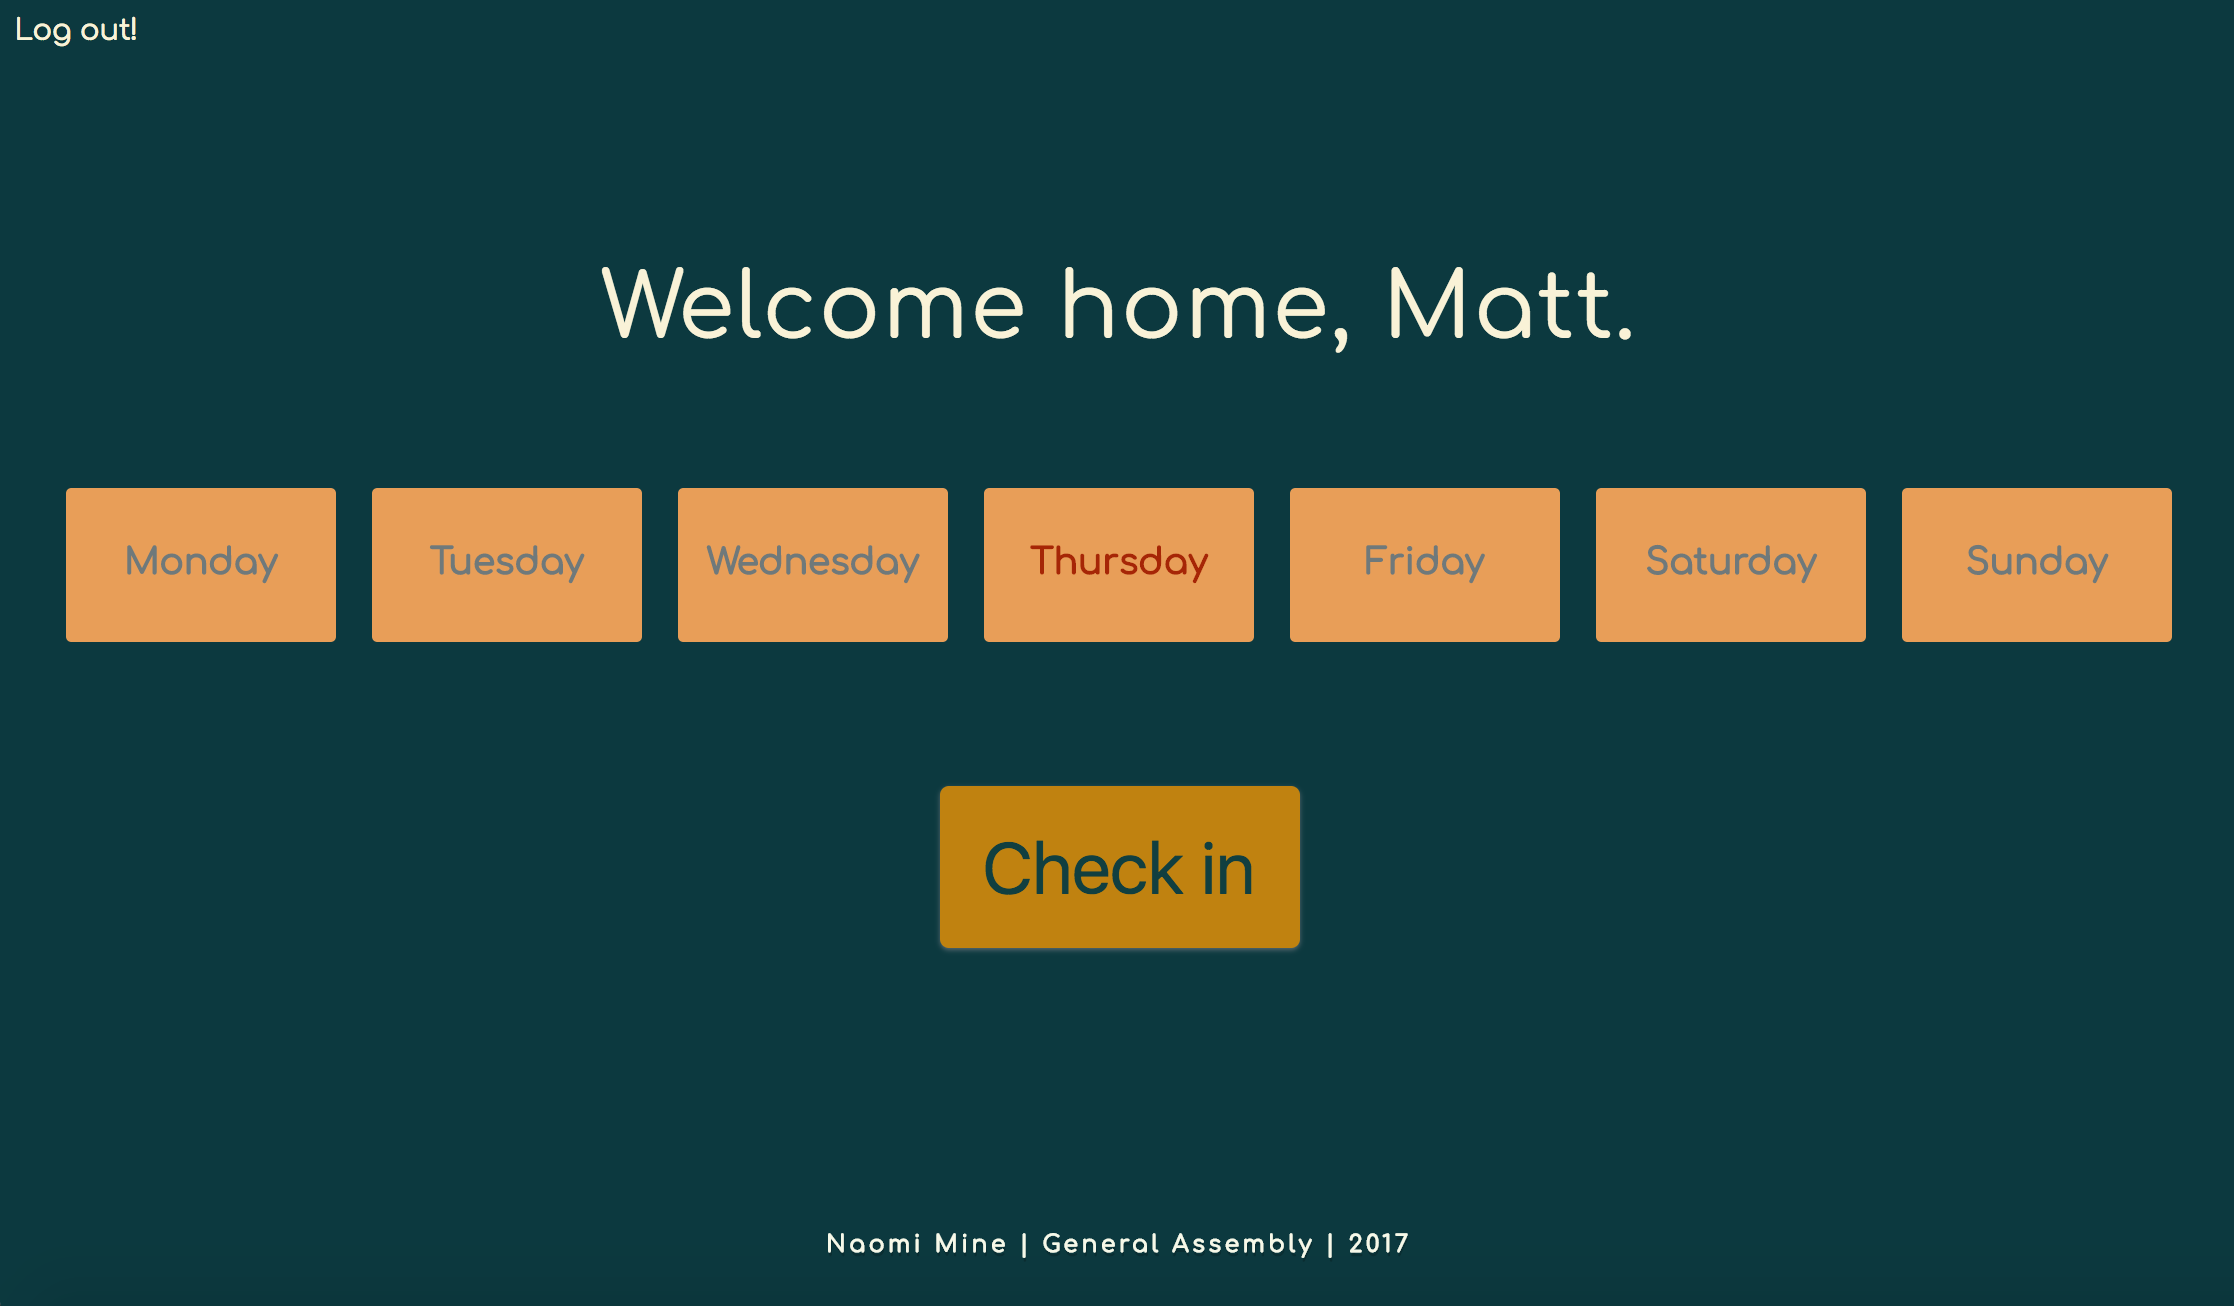 Log out!
Welcome home, Matt.
Monday Tuesday Wednesday Thursday Friday Saturday Sunday
Check in
Naomi Mine | General Assembly | 2017